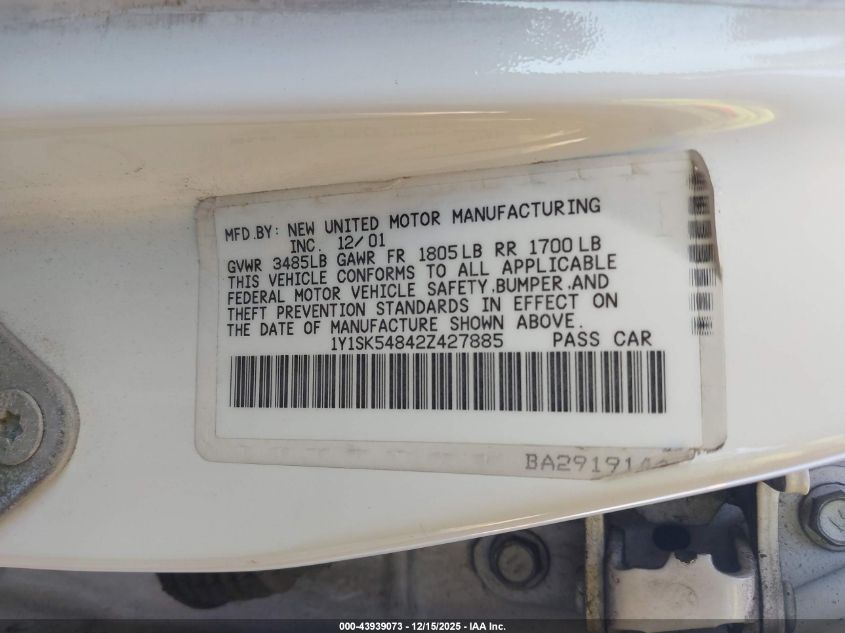 MFD.BY: NEW UNITED MOTOR MANUFACTURING
INC. 12/01
GVWR 3485LB GAWR FR 1805LB RR 1700LB
THIS VEHICLE CONFORMS TO ALL APPLICABLE
FEDERAL MOTOR VEHICLE SAFETY,BUMPER,AND
THEFT PREVENTION STANDARDS IN EFFECT ON
THE DATE OF MANUFACTURE SHOWN ABOVE.
1Y1SK54842Z427885 PASS CAR
000-43939073 - 12/15/2025 - IAA Inc.